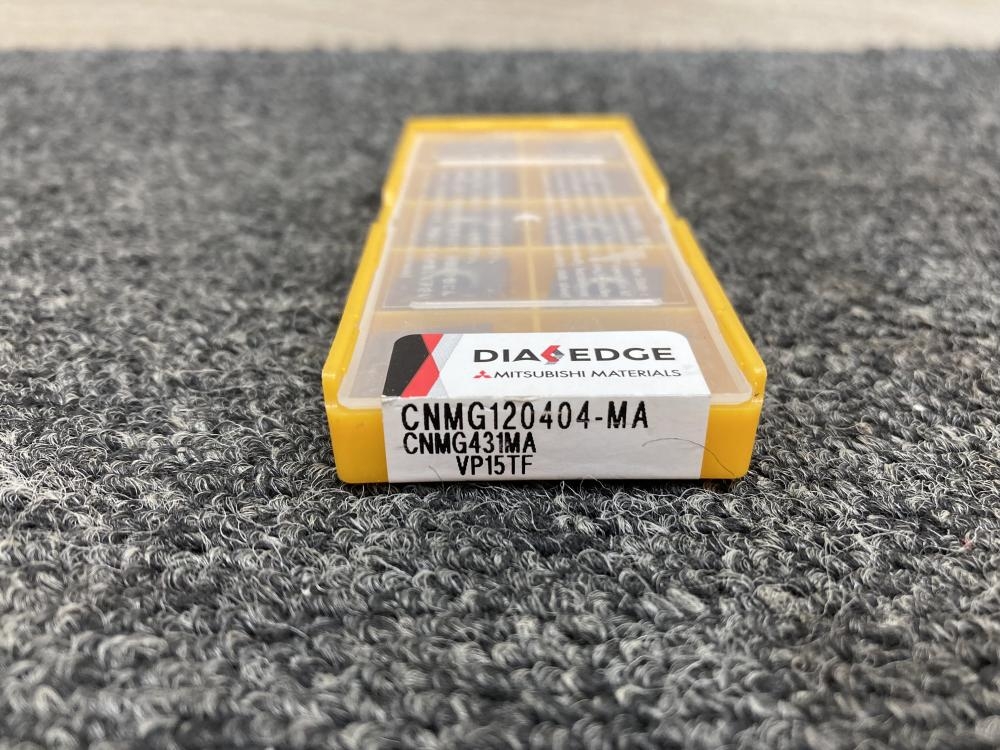 DIAEDGE
MITSUBISHI MATERIALS
CNMG120404-MA
CNMG431MA
VP15TF